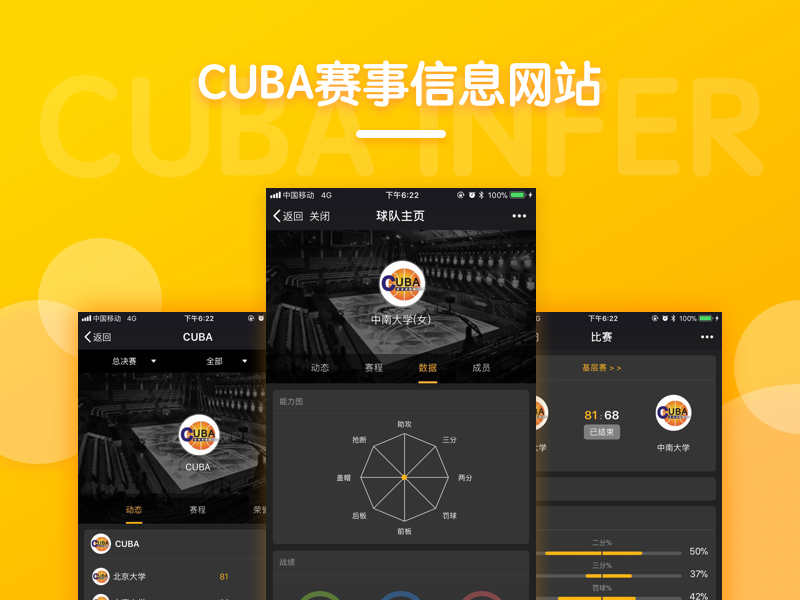 CUBA INFER
CUBA赛事信息网站
中国移动 4G 下午6:22 100%
返回 关闭 球队主页
CUBA
中南大学(女)
动态 赛程 数据 成员
能力图
助攻
三分
两分
罚球
前板
后板
盖帽
抢断
战绩
中国移动 4G 下午6:22
返回 CUBA
总决赛 全部
CUBA
CUBA
动态 赛程
CUBA CUBA
CUBA 北京大学 81
下午6:22 100%
比赛
基层赛 > >
81 : 68
已结束
CUBA
中南大学
二分%
50%
三分%
37%
罚球%
42%